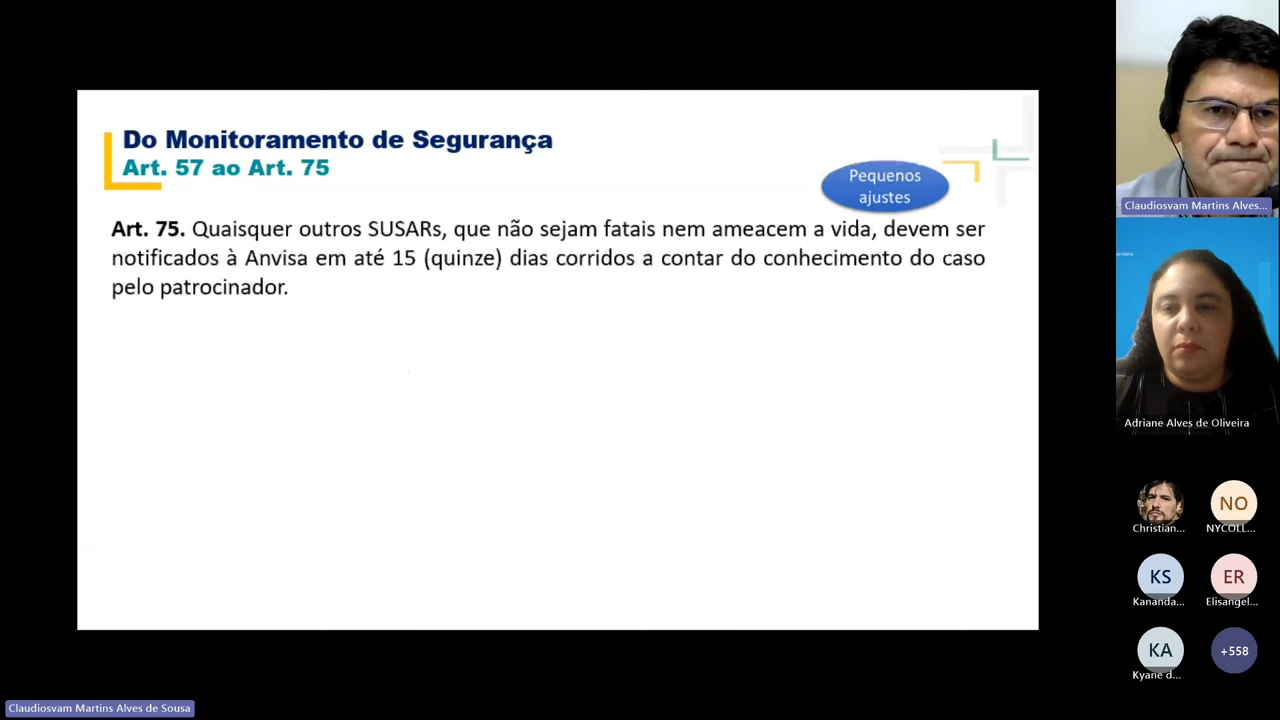 Do Monitoramento de Segurança
Art. 57 ao Art. 75
Pequenos
ajustes
Art. 75. Quaisquer outros SUSARs, que não sejam fatais nem ameacem a vida, devem ser
notificados à Anvisa em até 15 (quinze) dias corridos a contar do conhecimento do caso
pelo patrocinador.
Claudiosvam Martins Alves...
Adriane Alves de Oliveira
Christian...
NO
NYCOLL...
KS
Kananda...
ER
Elisangel...
KA
Kyane d...
+558
Claudiosvam Martins Alves de Sousa